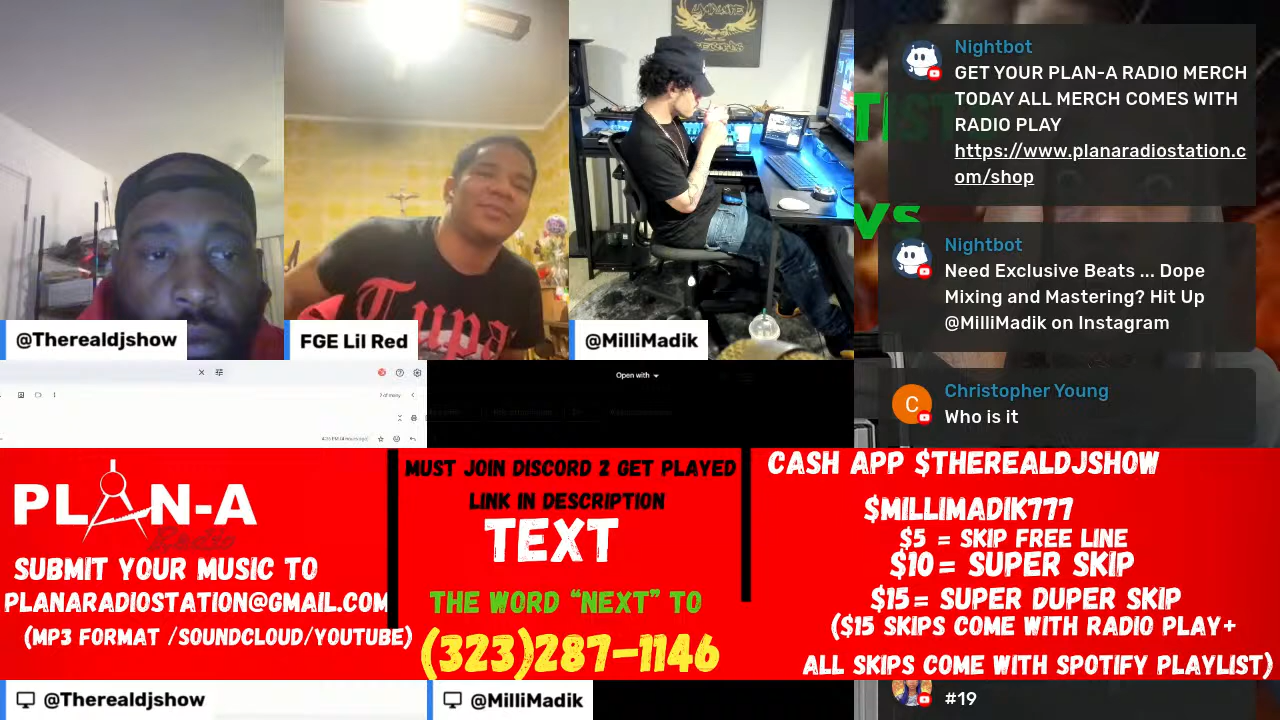 @Therealdjshow
FGE Lil Red
@MilliMadik
Nightbot
GET YOUR PLAN-A RADIO MERCH
TODAY ALL MERCH COMES WITH
RADIO PLAY
https://www.planaradiostation.c
om/shop
VS
Nightbot
Need Exclusive Beats ... Dope
Mixing and Mastering? Hit Up
@MilliMadik on Instagram
C
Christopher Young
Who is it
Open with
PLAN-A
Radio
SUBMIT YOUR MUSIC TO
PLANARADIOSTATION@GMAIL.COM
(MP3 FORMAT /SOUNDCLOUD/YOUTUBE)
MUST JOIN DISCORD 2 GET PLAYED
LINK IN DESCRIPTION
TEXT
THE WORD “NEXT” TO
(323)287-1146
CASH APP $THEREALDJSHOW
$MILLIMADIK777
$5 = SKIP FREE LINE
$10 = SUPER SKIP
$15= SUPER DUPER SKIP
($15 SKIPS COME WITH RADIO PLAY+
ALL SKIPS COME WITH SPOTIFY PLAYLIST)
@Therealdjshow
@MilliMadik
#19